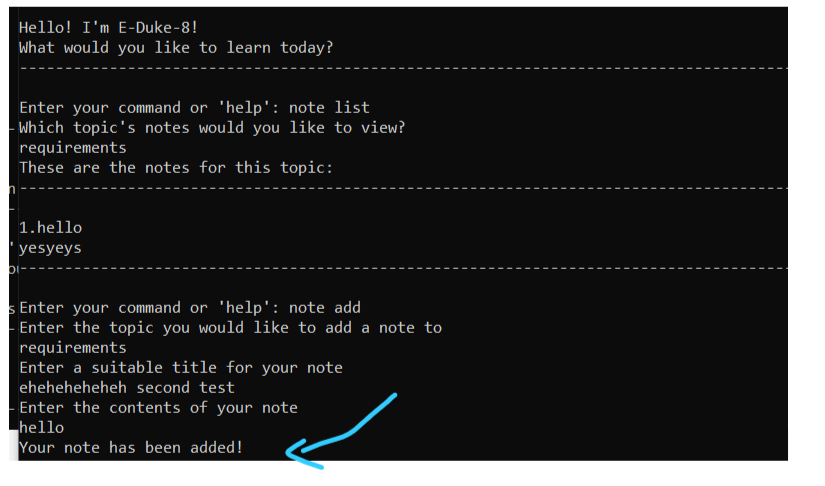 Hello! I'm E-Duke-8!
What would you like to learn today?
--------------------------------------------------------------------------------------
Enter your command or 'help': note list
Which topic's notes would you like to view?
requirements
These are the notes for this topic:
--------------------------------------------------------------------------------------
1.hello
yesyeys
--------------------------------------------------------------------------------------
Enter your command or 'help': note add
Enter the topic you would like to add a note to
requirements
Enter a suitable title for your note
eheheheheheh second test
Enter the contents of your note
hello
Your note has been added!